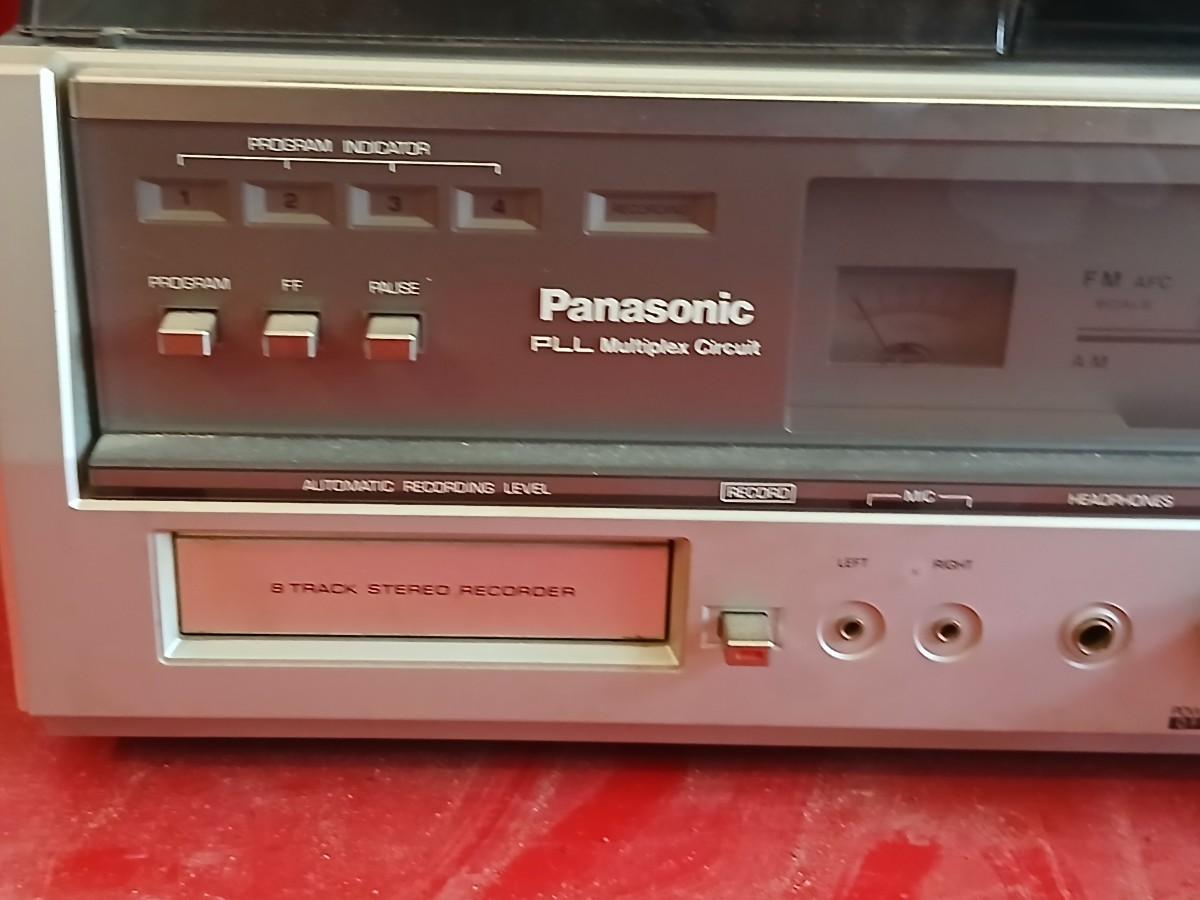 PROGRAM INDICATOR
1 2 3 4 RECORDING
PROGRAM FF PAUSE
Panasonic
PLL Multiplex Circuit
FM AFC
AM
AUTOMATIC RECORDING LEVEL RECORD MIC HEADPHONES
LEFT RIGHT
8 TRACK STEREO RECORDER